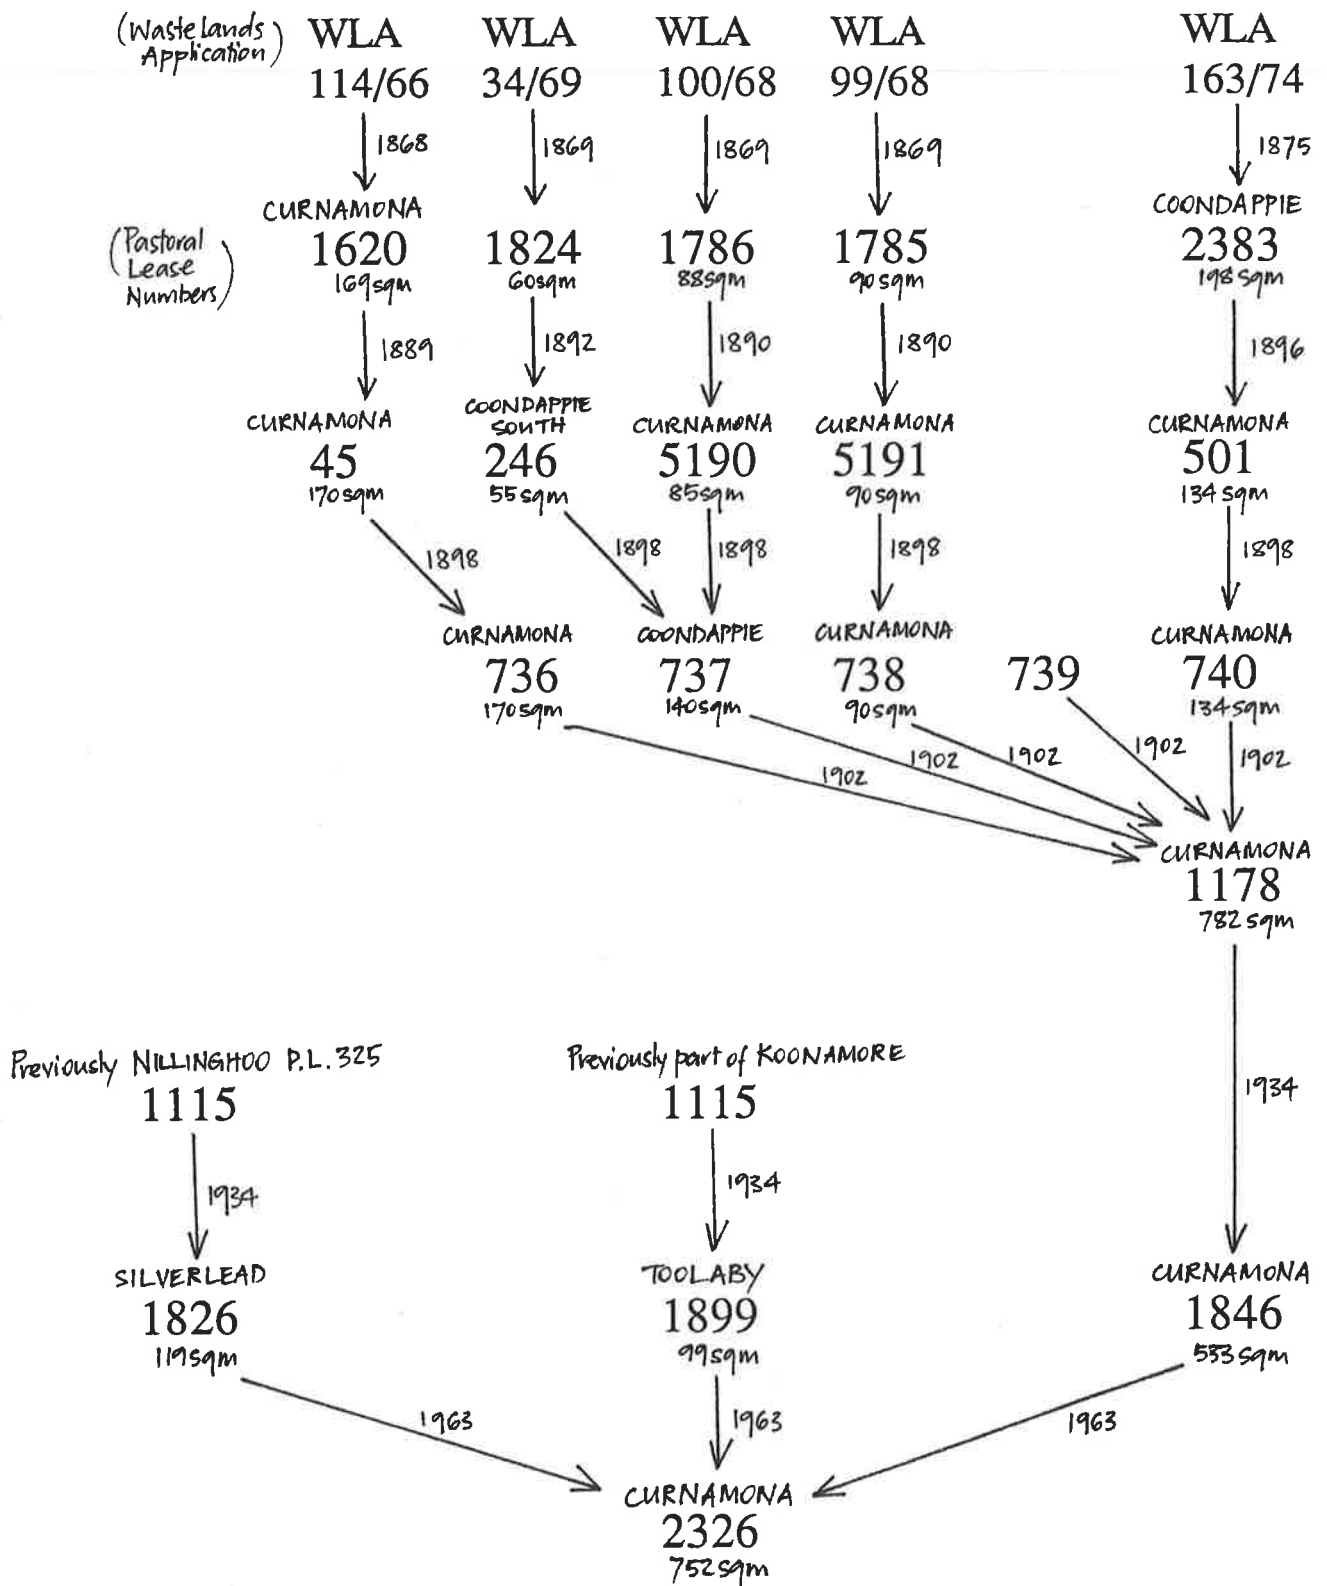 (Wastelands Application) WLA WLA WLA WLA WLA
114/66 34/69 100/68 99/68 163/74
1868 1869 1869 1869 1875
CURNAMONA COONDAPPIE
(Pastoral Lease Numbers) 1620 1824 1786 1785 2383
169sqm 60sqm 88sqm 90sqm 198sqm
1889 1892 1890 1890 1896
CURNAMONA COONDAPPIE SOUTH CURNAMONA CURNAMONA CURNAMONA
45 246 5190 5191 501
170sqm 55sqm 85sqm 90sqm 134sqm
1898 1898 1898 1898 1898
CURNAMONA COONDAPPIE CURNAMONA CURNAMONA
736 737 738 739 740
170sqm 140sqm 90sqm 134sqm
1902 1902 1902 1902 1902
CURNAMONA
1178
782sqm
Previously NILLINGHOO P.L.325 Previously part of KOONAMORE
1115 1115
1934 1934 1934
SILVERLEAD TOOLABY CURNAMONA
1826 1899 1846
119sqm 99sqm 533sqm
1963 1963 1963
CURNAMONA
2326
752sqm